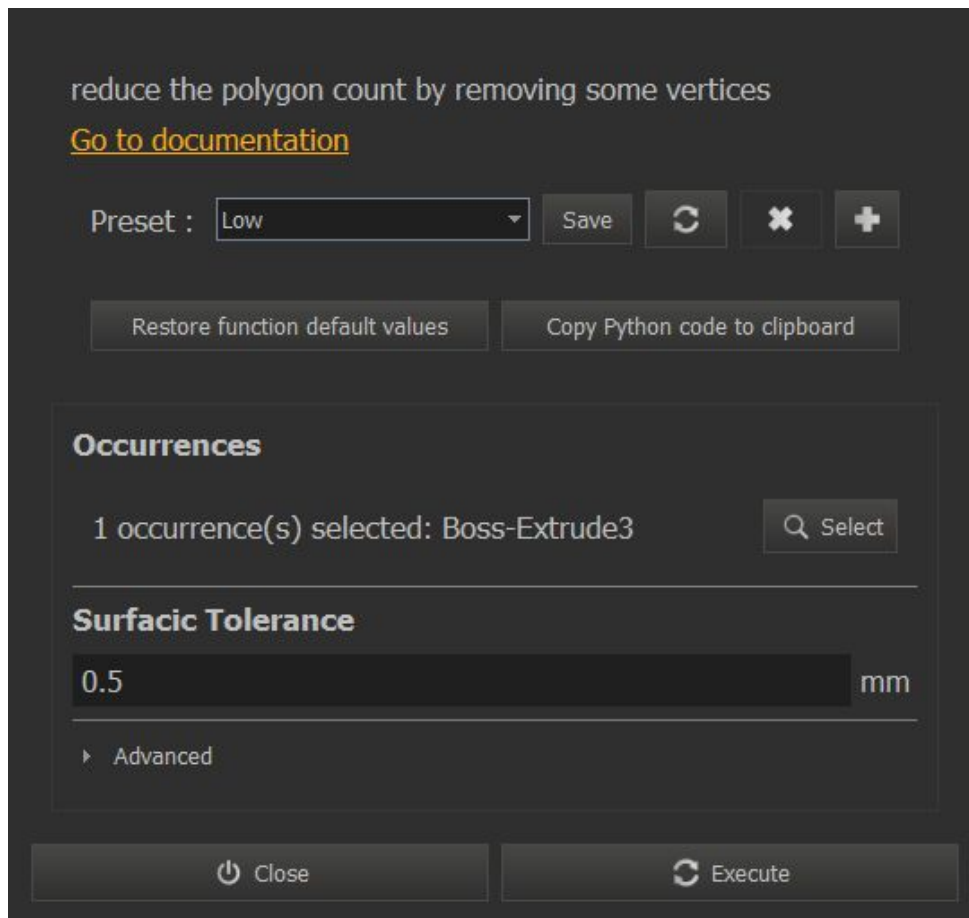 reduce the polygon count by removing some vertices
Go to documentation
Preset : Low Save
Restore function default values Copy Python code to clipboard
Occurrences
1 occurrence(s) selected: Boss-Extrude3 Select
Surfacic Tolerance
0.5 mm
Advanced
Close Execute